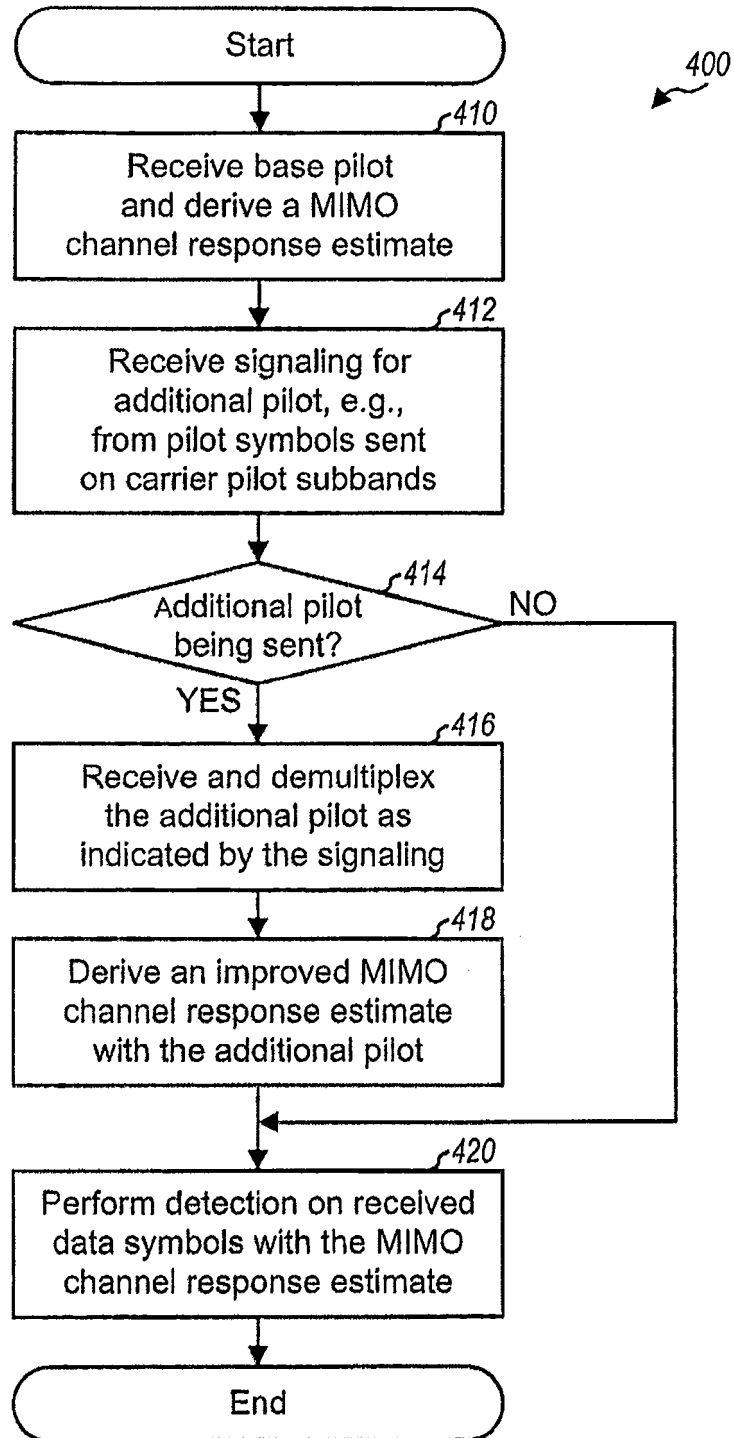 Start
400
410
Receive base pilot
and derive a MIMO
channel response estimate
412
Receive signaling for
additional pilot, e.g.,
from pilot symbols sent
on carrier pilot subbands
414
Additional pilot
being sent?
NO
YES
416
Receive and demultiplex
the additional pilot as
indicated by the signaling
418
Derive an improved MIMO
channel response estimate
with the additional pilot
420
Perform detection on received
data symbols with the MIMO
channel response estimate
End